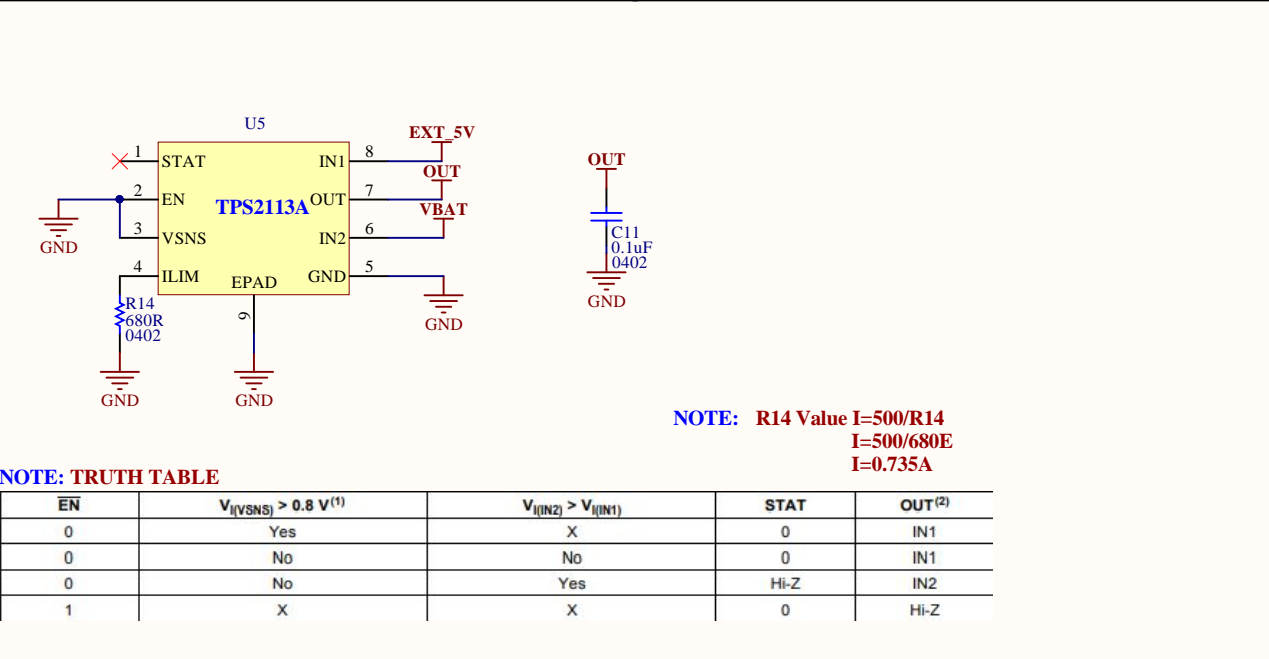 U5
EXT_5V
1 STAT IN1 8
OUT
2 EN TPS2113A OUT 7
VBAT
3 VSNS IN2 6
4 ILIM EPAD GND 5
9
GND
R14
680R
0402
GND
GND
GND
OUT
C11
0.1uF
0402
GND
NOTE: R14 Value I=500/R14
I=500/680E
I=0.735A
NOTE: TRUTH TABLE
EN VI(VSNS) > 0.8 V(1) VI(IN2) > VI(IN1) STAT OUT(2)
0 Yes X 0 IN1
0 No No 0 IN1
0 No Yes Hi-Z IN2
1 X X 0 Hi-Z